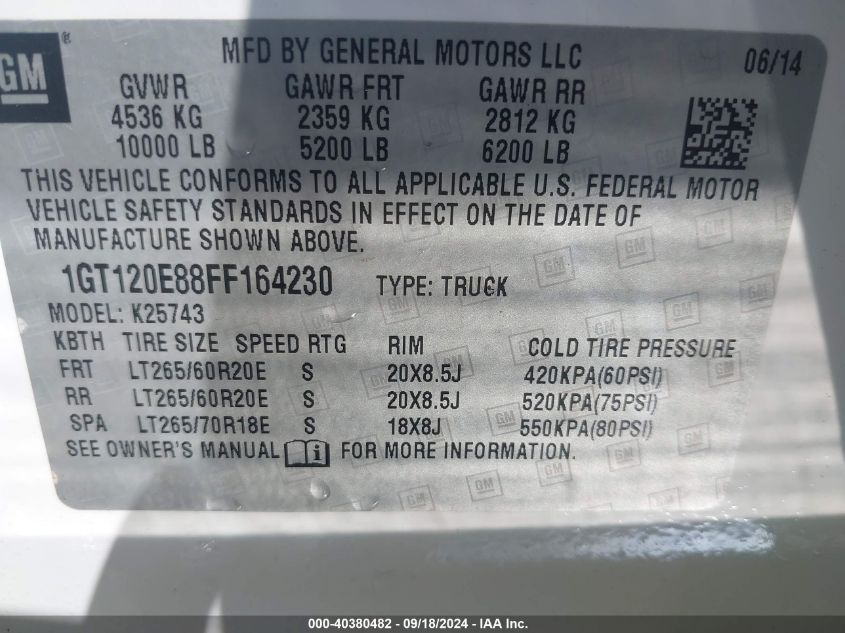 GM ®
MFD BY GENERAL MOTORS LLC 06/14
GVWR GAWR FRT GAWR RR
4536 KG 2359 KG 2812 KG
10000 LB 5200 LB 6200 LB
THIS VEHICLE CONFORMS TO ALL APPLICABLE U.S. FEDERAL MOTOR
VEHICLE SAFETY STANDARDS IN EFFECT ON THE DATE OF
MANUFACTURE SHOWN ABOVE.
1GT120E88FF164230 TYPE: TRUCK
MODEL: K25743
KBTH TIRE SIZE SPEED RTG RIM COLD TIRE PRESSURE
FRT LT265/60R20E S 20X8.5J 420KPA(60PSI)
RR LT265/60R20E S 20X8.5J 520KPA(75PSI)
SPA LT265/70R18E S 18X8J 550KPA(80PSI)
SEE OWNER'S MANUAL i FOR MORE INFORMATION.
000-40380482 - 09/18/2024 - IAA Inc.